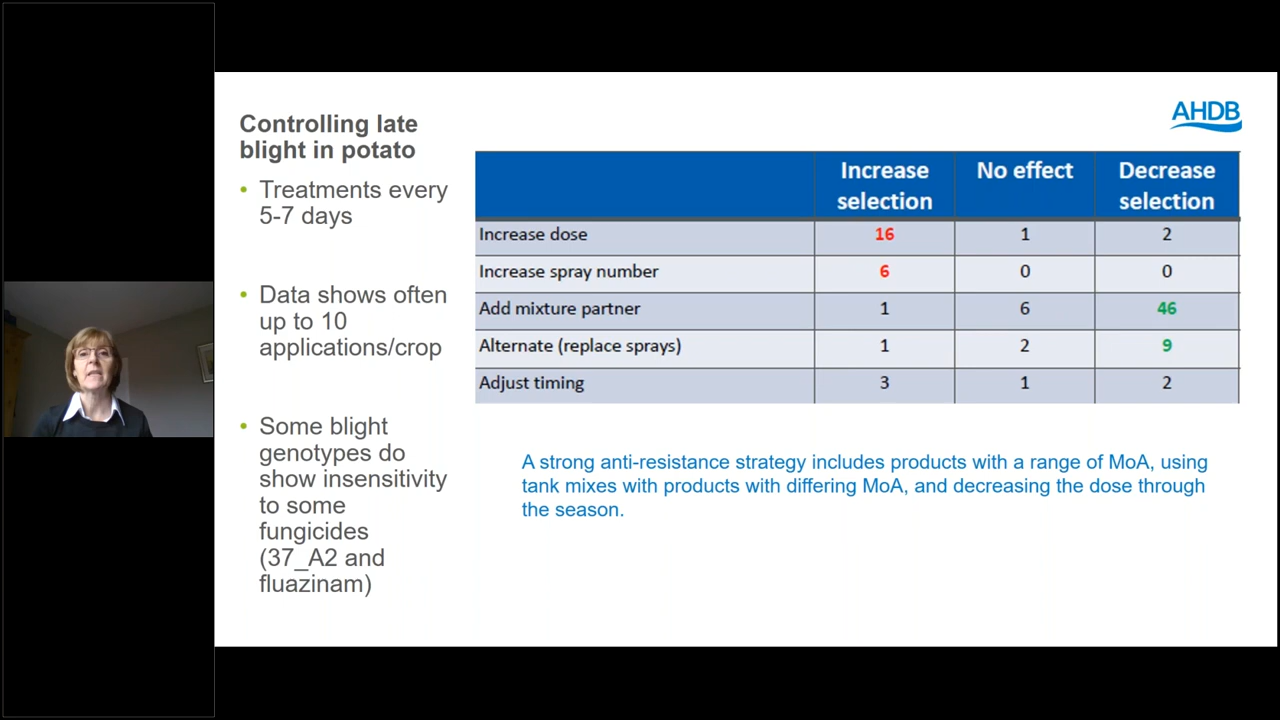 Controlling late
blight in potato
• Treatments every
5-7 days
• Data shows often
up to 10
applications/crop
• Some blight
genotypes do
show insensitivity
to some
fungicides
(37_A2 and
fluazinam)
AHDB
Increase selection No effect Decrease selection
Increase dose 16 1 2
Increase spray number 6 0 0
Add mixture partner 1 6 46
Alternate (replace sprays) 1 2 9
Adjust timing 3 1 2
A strong anti-resistance strategy includes products with a range of MoA, using
tank mixes with products with differing MoA, and decreasing the dose through
the season.